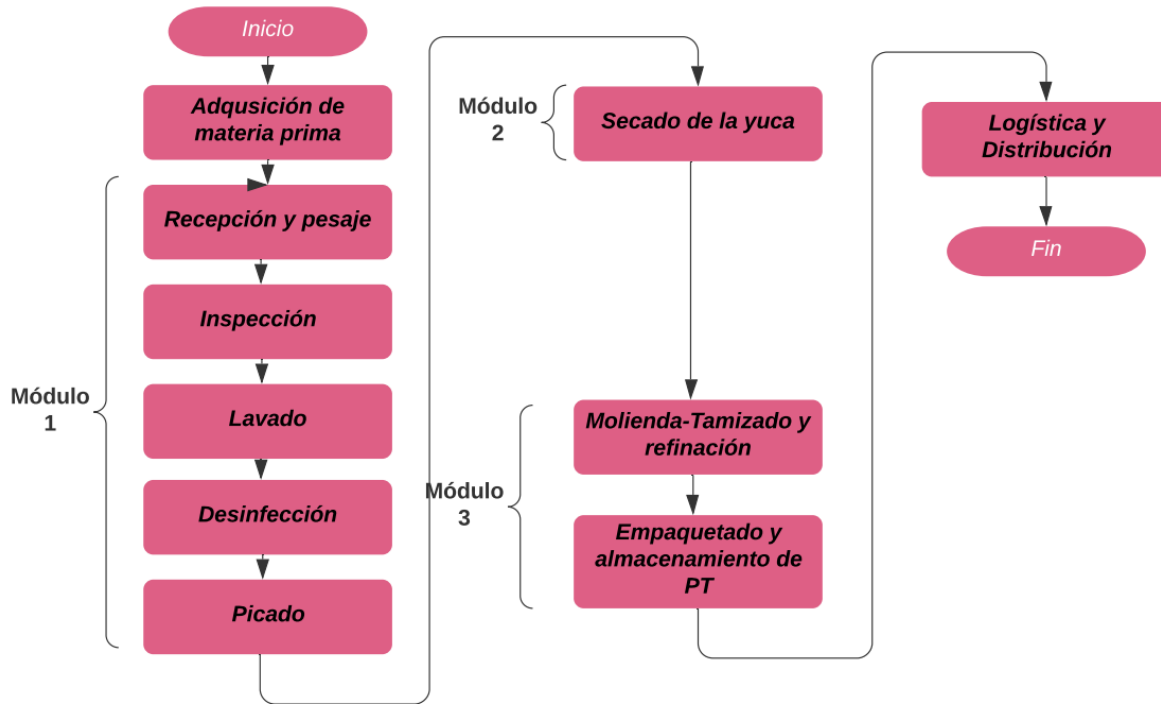 Inicio
Adqusición de
materia prima
Módulo
1
Recepción y pesaje
Inspección
Lavado
Desinfección
Picado
Módulo
2
Secado de la yuca
Módulo
3
Molienda-Tamizado y
refinación
Empaquetado y
almacenamiento de
PT
Logística y
Distribución
Fin